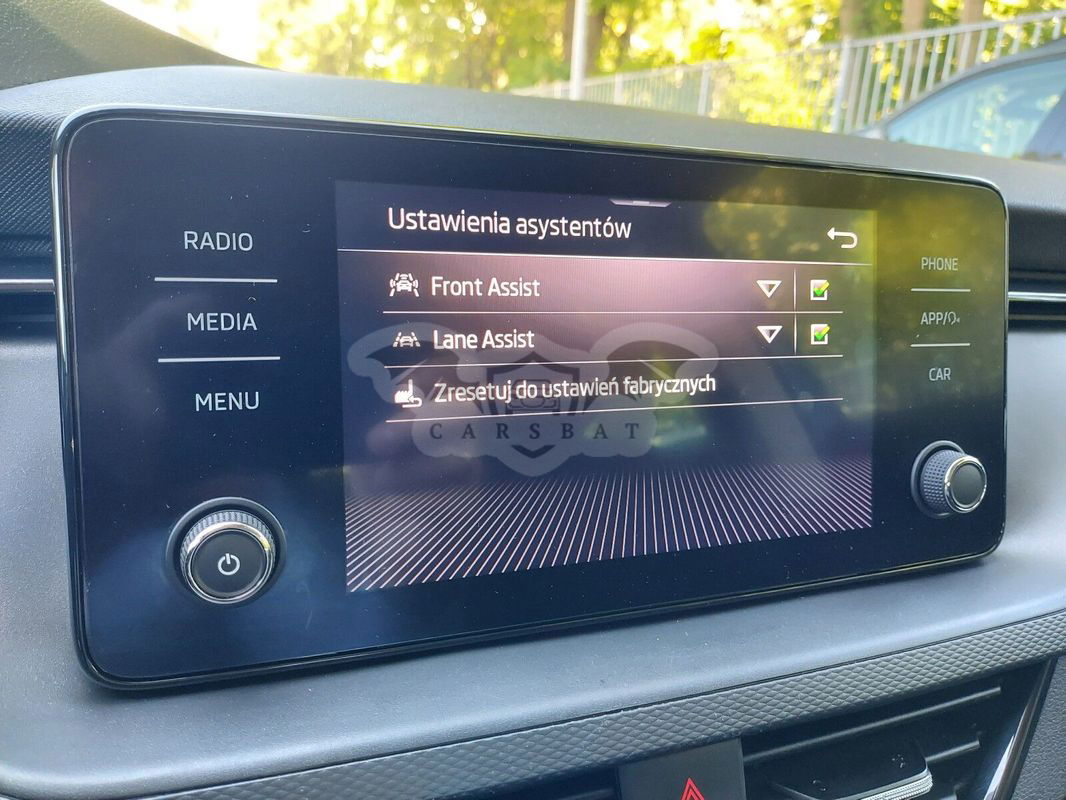 RADIO
MEDIA
MENU
Ustawienia asystentów
Front Assist
Lane Assist
Zresetuj do ustawień fabrycznych
CARSBAT
PHONE
APP/
CAR